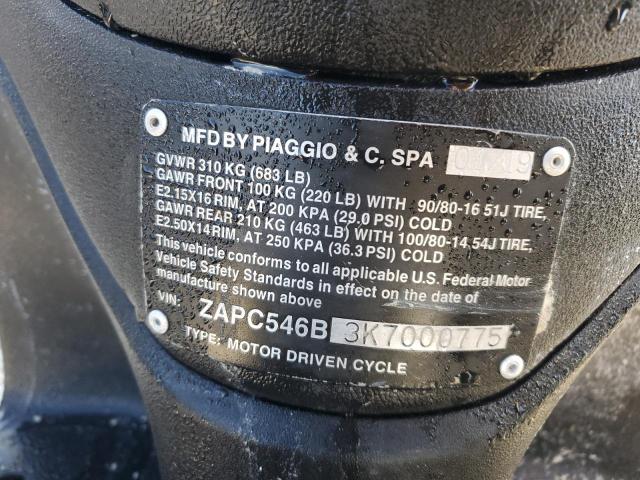 MFD BY PIAGGIO & C. SPA
GVWR 310 KG (683 LB)
GAWR FRONT 100 KG (220 LB) WITH 90/80-16 51J TIRE,
E2.15X16 RIM, AT 200 KPA (29.0 PSI) COLD
GAWR REAR 210 KG (463 LB) WITH 100/80-14 54J TIRE,
E2.50X14 RIM, AT 250 KPA (36.3 PSI) COLD
This vehicle conforms to all applicable U.S. Federal Motor
Vehicle Safety Standards in effect on the date of
manufacture shown above
VIN: ZAPC546B 3K7000775
TYPE: MOTOR DRIVEN CYCLE